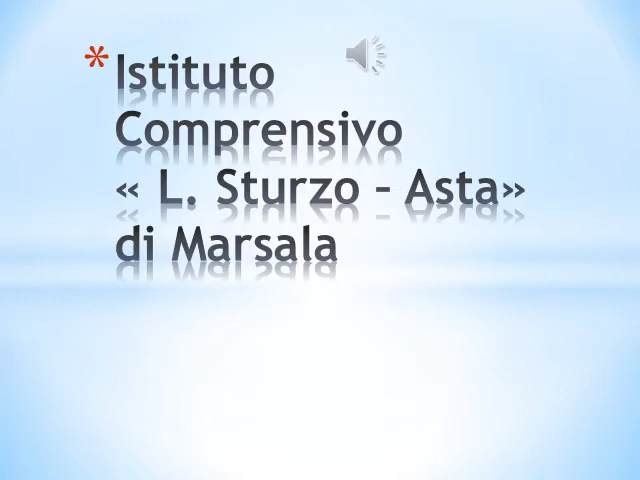 * Istituto
Comprensivo
« L. Sturzo – Asta»
di Marsala